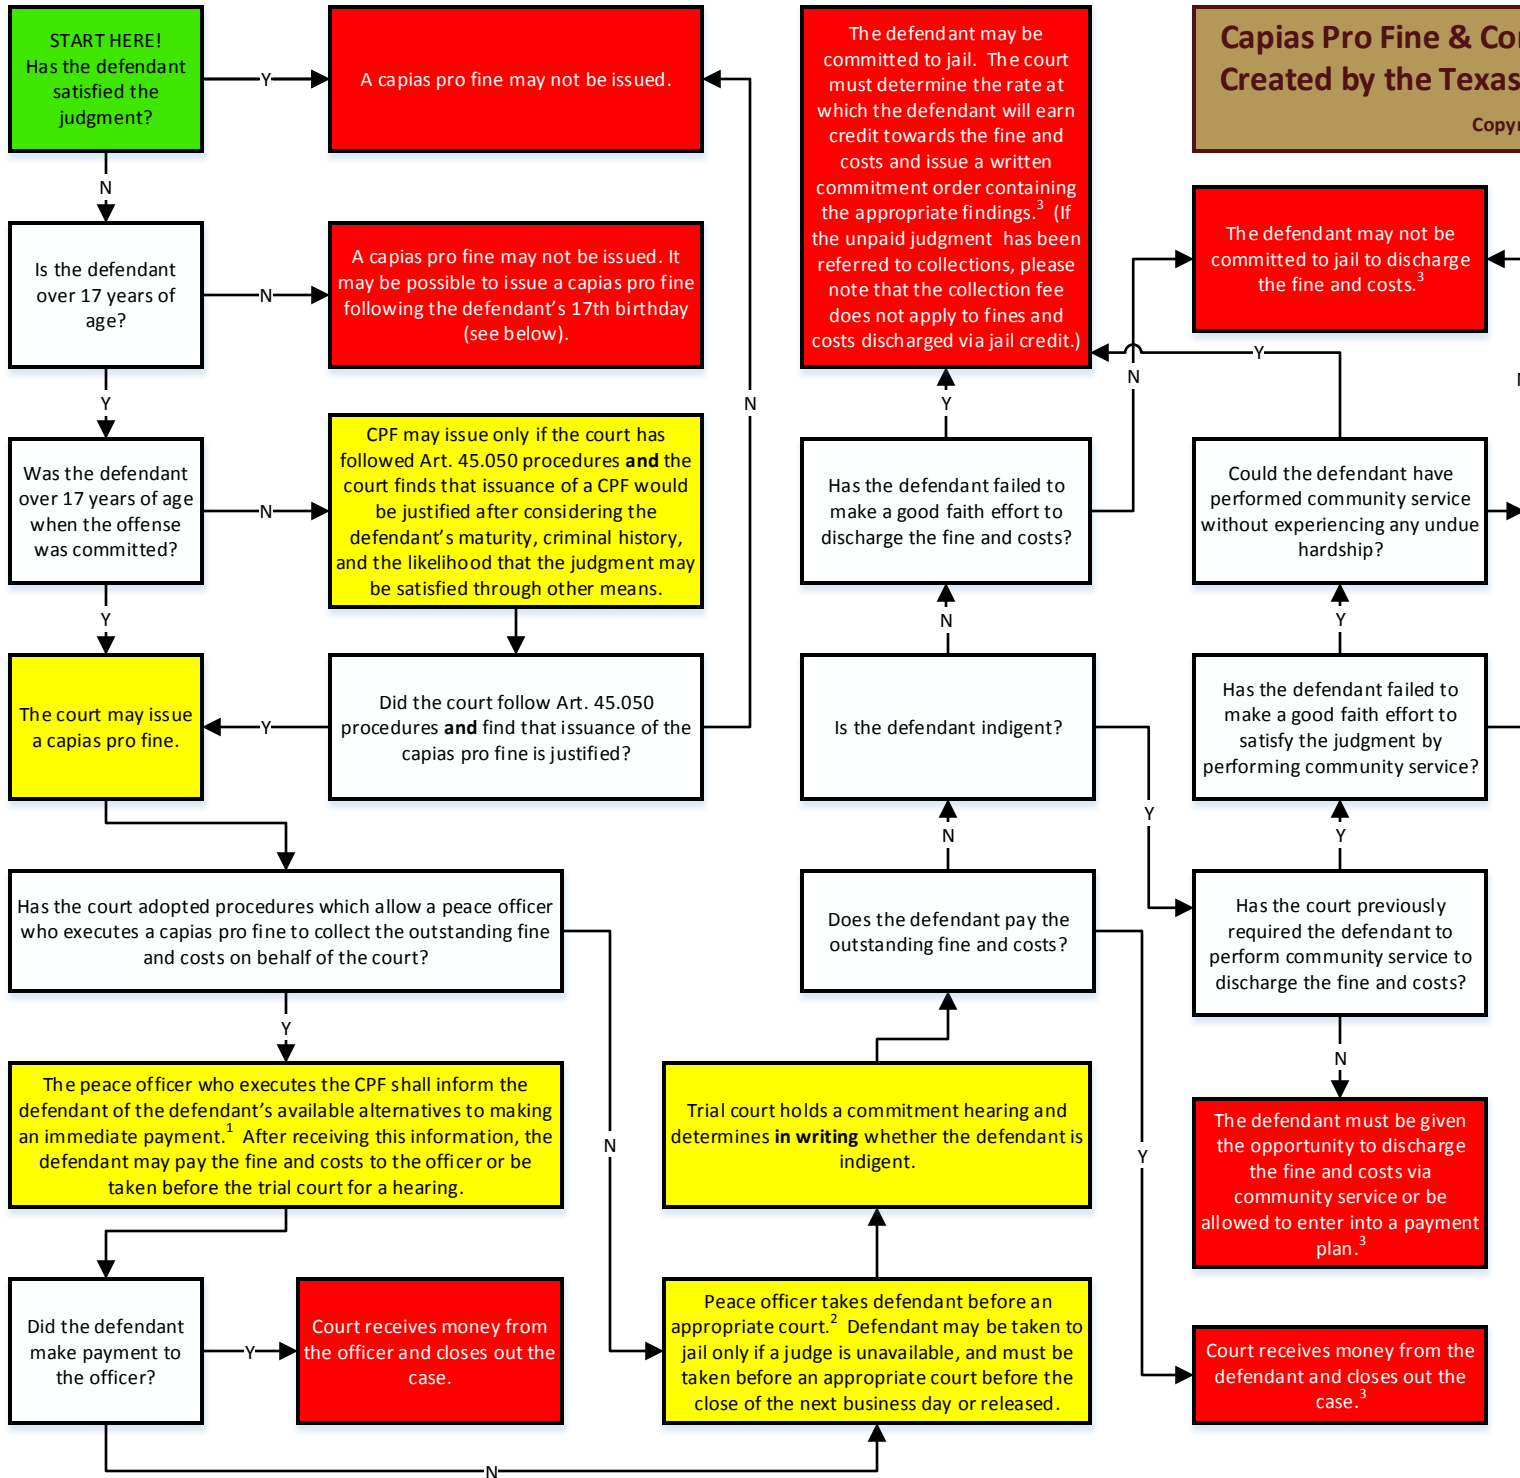 START HERE!
Has the defendant
satisfied the
judgment?
Y
A capias pro fine may not be issued.
N
Is the defendant
over 17 years of
age?
N
A capias pro fine may not be issued. It
may be possible to issue a capias pro fine
following the defendant's 17th birthday
(see below).
Y
Was the defendant
over 17 years of age
when the offense
was committed?
N
CPF may issue only if the court has
followed Art. 45.050 procedures and the
court finds that issuance of a CPF would
be justified after considering the
defendant's maturity, criminal history,
and the likelihood that the judgment may
be satisfied through other means.
N
Y
The court may issue
a capias pro fine.
Y
Did the court follow Art. 45.050
procedures and find that issuance of the
capias pro fine is justified?
Has the court adopted procedures which allow a peace officer
who executes a capias pro fine to collect the outstanding fine
and costs on behalf of the court?
Y
N
The peace officer who executes the CPF shall inform the
defendant of the defendant's available alternatives to making
an immediate payment.1 After receiving this information, the
defendant may pay the fine and costs to the officer or be
taken before the trial court for a hearing.
Did the defendant
make payment to
the officer?
Y
Court receives money from
the officer and closes out the
case.
N
Peace officer takes defendant before an
appropriate court.2 Defendant may be taken to
jail only if a judge is unavailable, and must be
taken before an appropriate court before the
close of the next business day or released.
Trial court holds a commitment hearing and
determines in writing whether the defendant is
indigent.
Does the defendant pay the
outstanding fine and costs?
Y
Court receives money from the
defendant and closes out the
case.3
N
Is the defendant indigent?
Y
N
Has the defendant failed to
make a good faith effort to
discharge the fine and costs?
Y
N
The defendant may be
committed to jail. The court
must determine the rate at
which the defendant will earn
credit towards the fine and
costs and issue a written
commitment order containing
the appropriate findings.3 (If
the unpaid judgment has been
referred to collections, please
note that the collection fee
does not apply to fines and
costs discharged via jail credit.)
Capias Pro Fine & Co
Created by the Texas
Copy
The defendant may not be
committed to jail to discharge
the fine and costs.3
Y
Could the defendant have
performed community service
without experiencing any undue
hardship?
Y
Has the defendant failed to
make a good faith effort to
satisfy the judgment by
performing community service?
Y
Has the court previously
required the defendant to
perform community service to
discharge the fine and costs?
N
The defendant must be given
the opportunity to discharge
the fine and costs via
community service or be
allowed to enter into a payment
plan.3